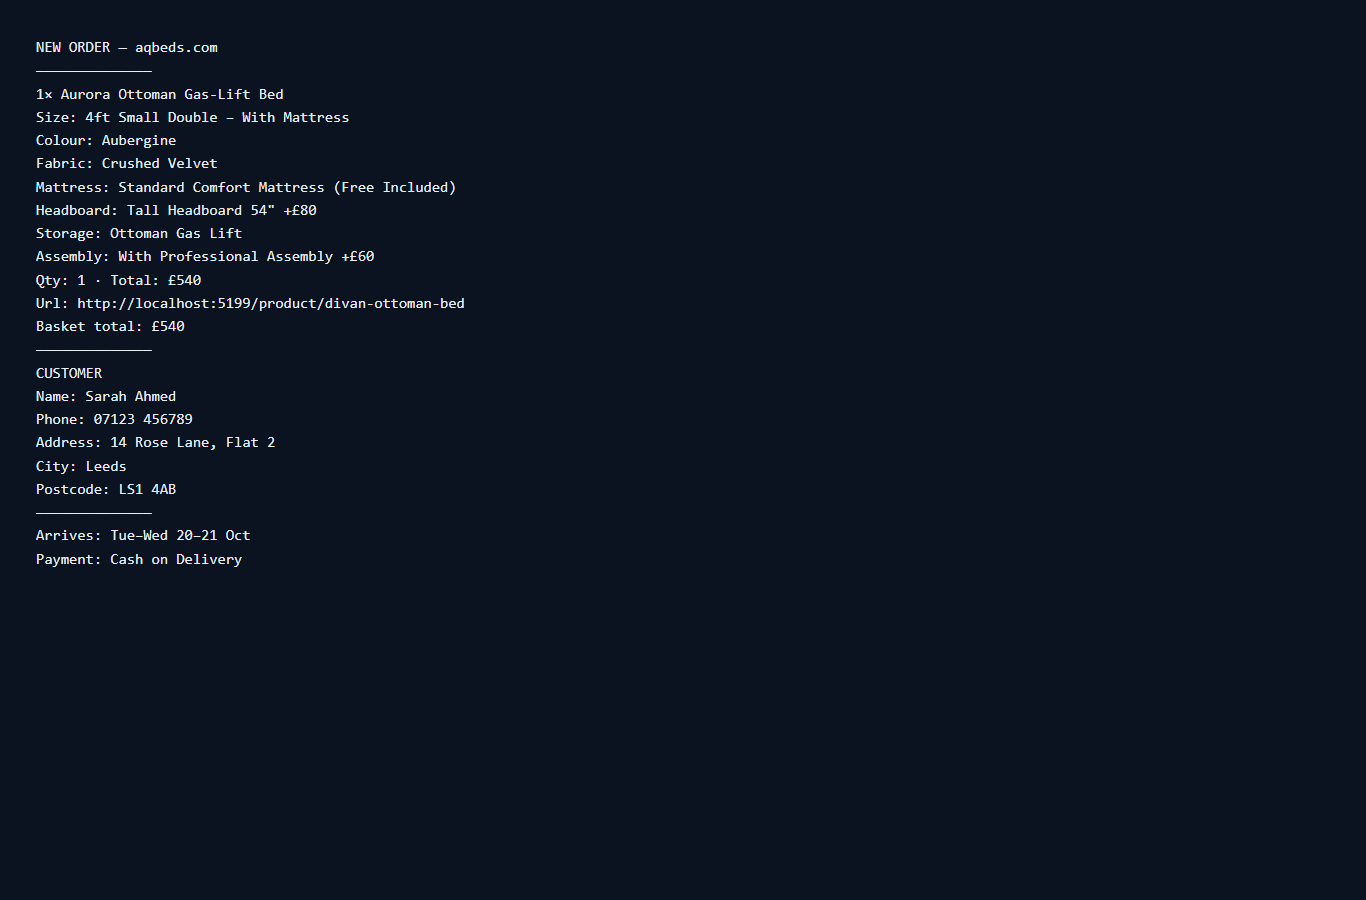 NEW ORDER — aqbeds.com
——————————————
1× Aurora Ottoman Gas-Lift Bed
Size: 4ft Small Double — With Mattress
Colour: Aubergine
Fabric: Crushed Velvet
Mattress: Standard Comfort Mattress (Free Included)
Headboard: Tall Headboard 54" +£80
Storage: Ottoman Gas Lift
Assembly: With Professional Assembly +£60
Qty: 1 · Total: £540
Url: http://localhost:5199/product/divan-ottoman-bed
Basket total: £540
——————————————
CUSTOMER
Name: Sarah Ahmed
Phone: 07123 456789
Address: 14 Rose Lane, Flat 2
City: Leeds
Postcode: LS1 4AB
——————————————
Arrives: Tue–Wed 20–21 Oct
Payment: Cash on Delivery